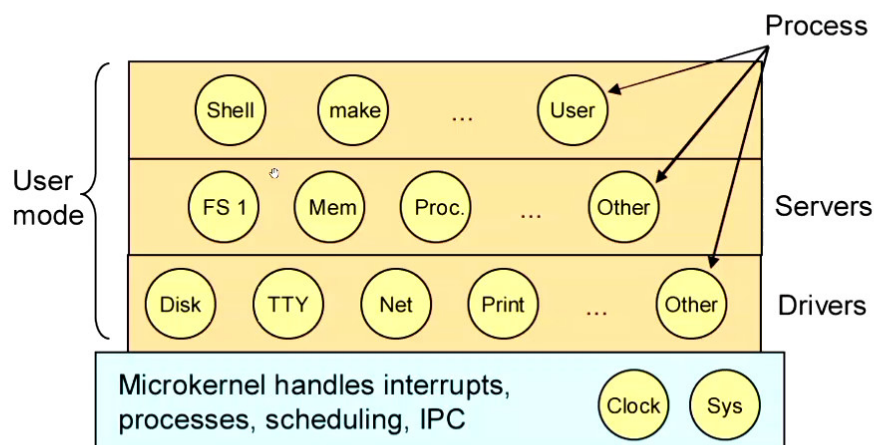 Process
Shell
make
...
User
User
mode
FS 1
Mem
Proc.
...
Other
Servers
Disk
TTY
Net
Print
...
Other
Drivers
Microkernel handles interrupts,
processes, scheduling, IPC
Clock
Sys